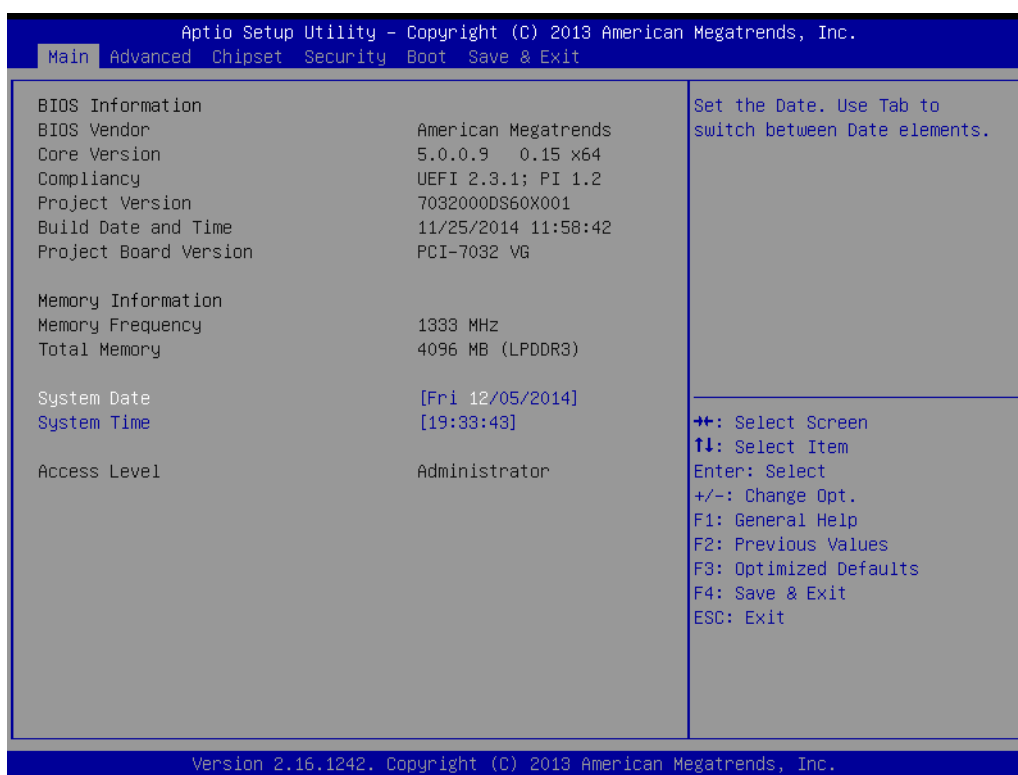 Aptio Setup Utility – Copyright (C) 2013 American Megatrends, Inc.
Main Advanced Chipset Security Boot Save & Exit
BIOS Information
BIOS Vendor American Megatrends
Core Version 5.0.0.9 0.15 x64
Compliancy UEFI 2.3.1; PI 1.2
Project Version 7032000DS60X001
Build Date and Time 11/25/2014 11:58:42
Project Board Version PCI-7032 VG
Memory Information
Memory Frequency 1333 MHz
Total Memory 4096 MB (LPDDR3)
System Date [Fri 12/05/2014]
System Time [19:33:43]
Access Level Administrator
Set the Date. Use Tab to
switch between Date elements.
→←: Select Screen
↑↓: Select Item
Enter: Select
+/-: Change Opt.
F1: General Help
F2: Previous Values
F3: Optimized Defaults
F4: Save & Exit
ESC: Exit
Version 2.16.1242. Copyright (C) 2013 American Megatrends, Inc.